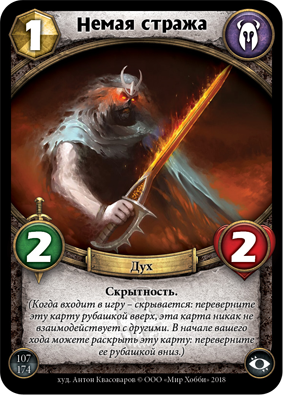 1
Немая стража
2
2
Дух
Скрытность.
(Когда входит в игру – скрывается: переверните
эту карту рубашкой вверх, эта карта никак не
взаимодействует с другими. В начале вашего
хода можете раскрыть эту карту: переверните
ее рубашкой вниз.)
107
174
худ. Антон Квасоваров © ООО «Мир Хобби» 2018